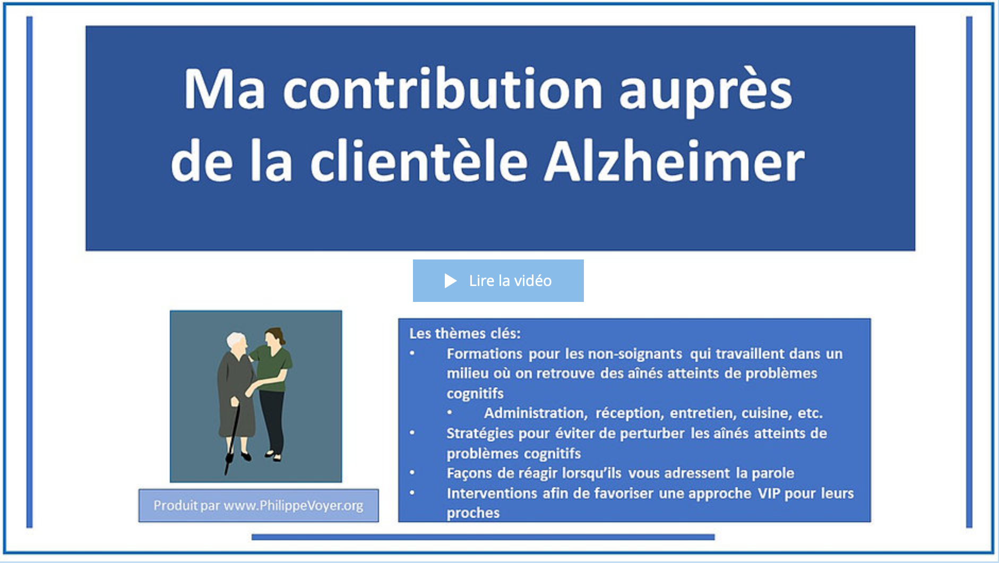 Ma contribution auprès
de la clientèle Alzheimer
Lire la vidéo
Les thèmes clés:
• Formations pour les non-soignants qui travaillent dans un
milieu où on retrouve des aînés atteints de problèmes
cognitifs
• Administration, réception, entretien, cuisine, etc.
• Stratégies pour éviter de perturber les aînés atteints de
problèmes cognitifs
• Façons de réagir lorsqu’ils vous adressent la parole
• Interventions afin de favoriser une approche VIP pour leurs
proches
Produit par www.PhilippeVoyer.org